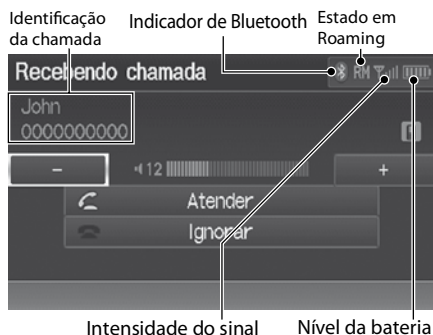 Identificação
da chamada
Indicador de Bluetooth
Estado em
Roaming
Recebendo chamada
RM
John
0000000000
–
12
+
Atender
Ignorar
Intensidade do sinal
Nível da bateria